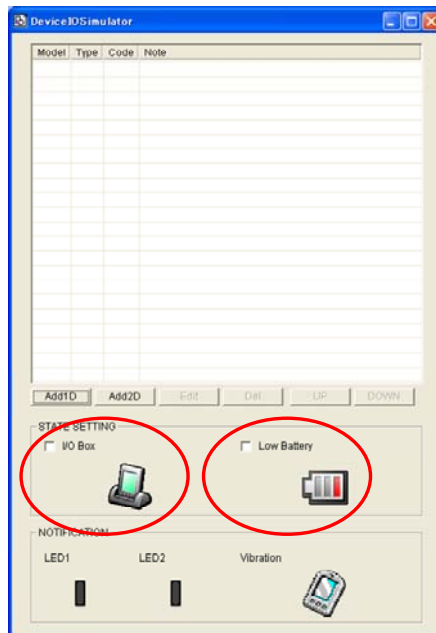 DeviceIOSimulator
Model Type Code Note
Add1D Add2D Edit Del UP DOWN
STATE SETTING
I/O Box Low Battery
NOTIFICATION
LED1 LED2 Vibration